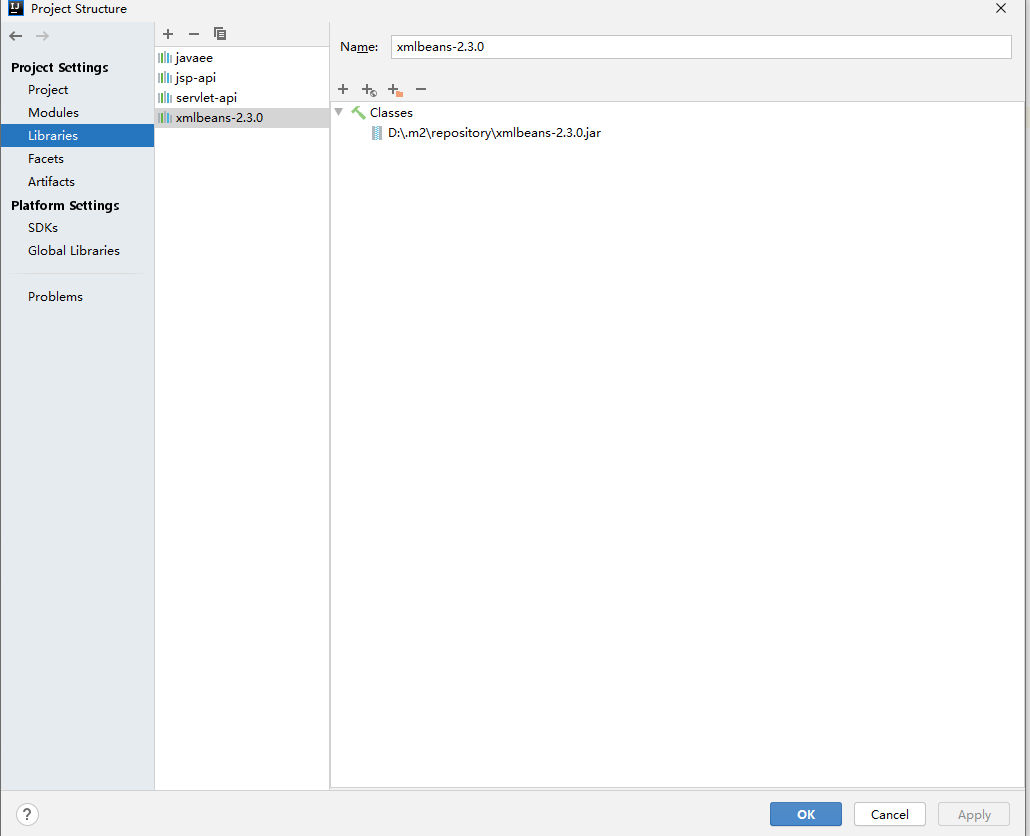 Project Structure
Project Settings
Project
Modules
Libraries
Facets
Artifacts
Platform Settings
SDKs
Global Libraries
Problems
javaee
jsp-api
servlet-api
xmlbeans-2.3.0
Name: xmlbeans-2.3.0
Classes
D:\.m2\repository\xmlbeans-2.3.0.jar
?
OK Cancel Apply